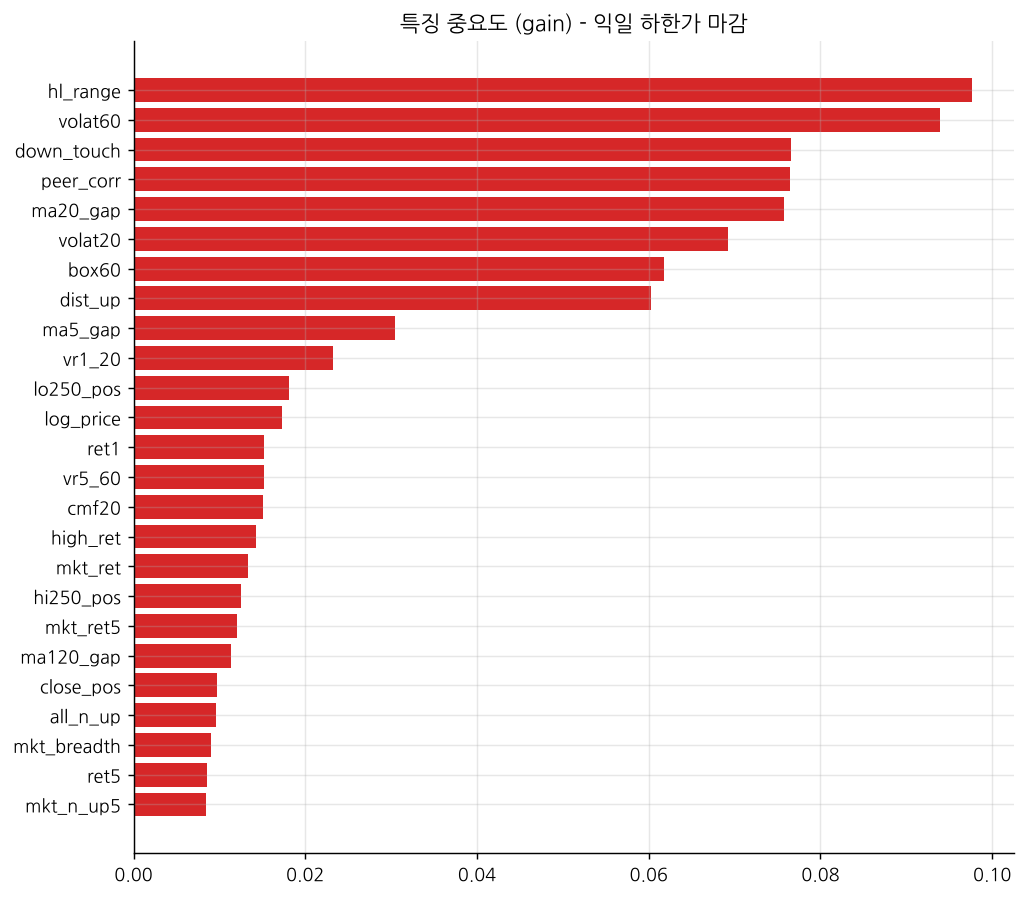 특징 중요도 (gain) - 익일 하한가 마감
hl_range
volat60
down_touch
peer_corr
ma20_gap
volat20
box60
dist_up
ma5_gap
vr1_20
lo250_pos
log_price
ret1
vr5_60
cmf20
high_ret
mkt_ret
hi250_pos
mkt_ret5
ma120_gap
close_pos
all_n_up
mkt_breadth
ret5
mkt_n_up5
0.00 0.02 0.04 0.06 0.08 0.10